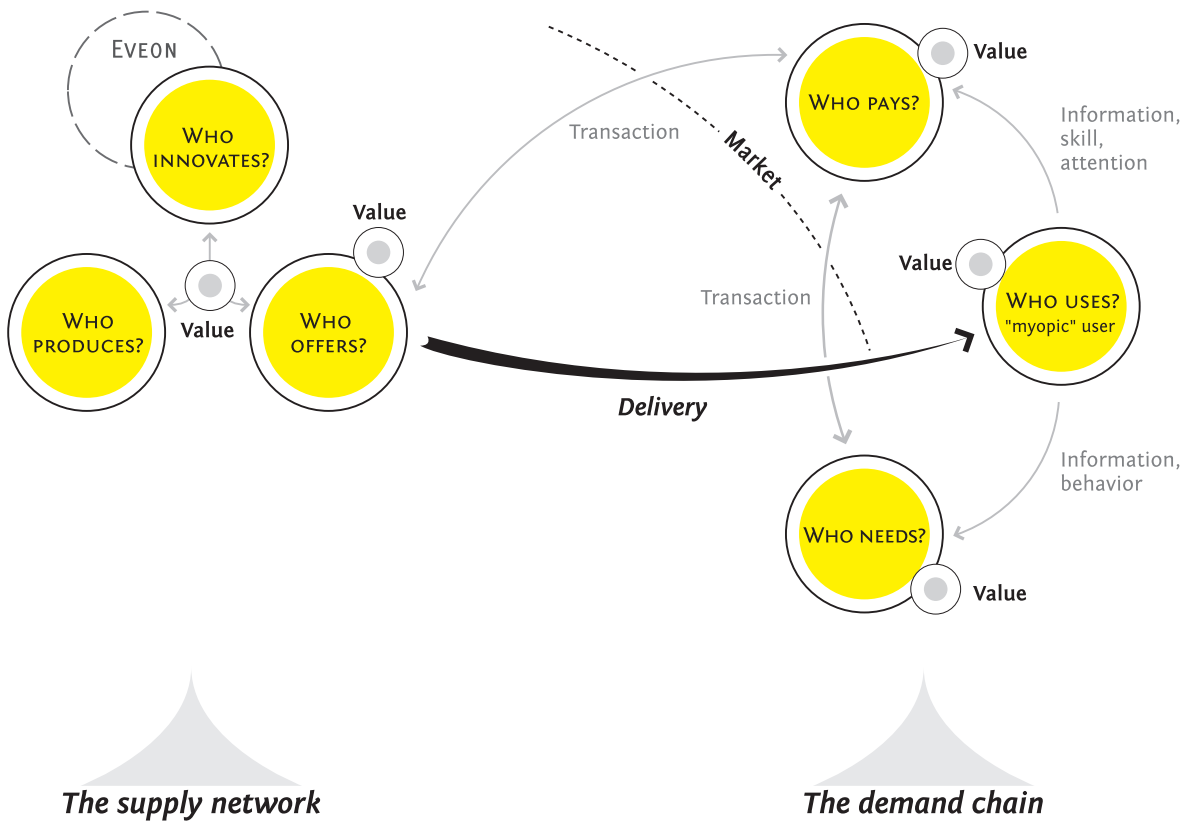 EVEON
WHO
INNOVATES?
Value
WHO
PRODUCES?
Value
WHO
OFFERS?
Transaction
Market
WHO PAYS?
Value
Information,
skill,
attention
Transaction
Value
WHO USES?
"myopic" user
Delivery
Information,
behavior
WHO NEEDS?
Value
The supply network
The demand chain